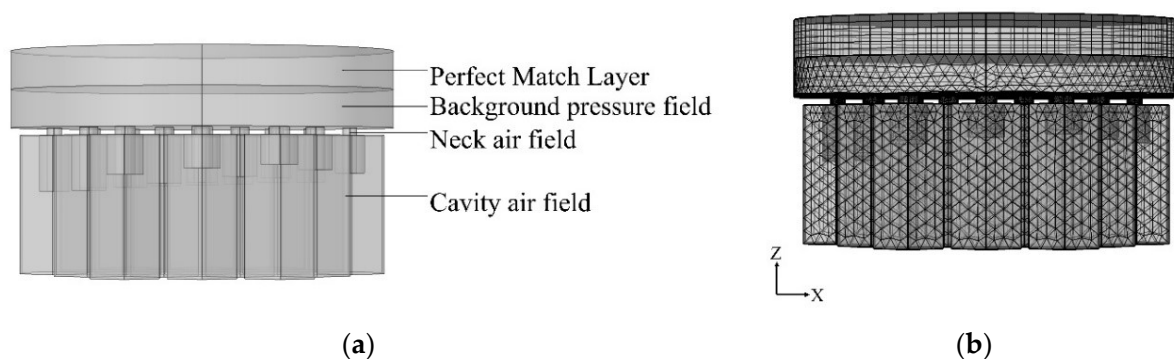 Perfect Match Layer
Background pressure field
Neck air field
Cavity air field
Z
X
(a)
(b)